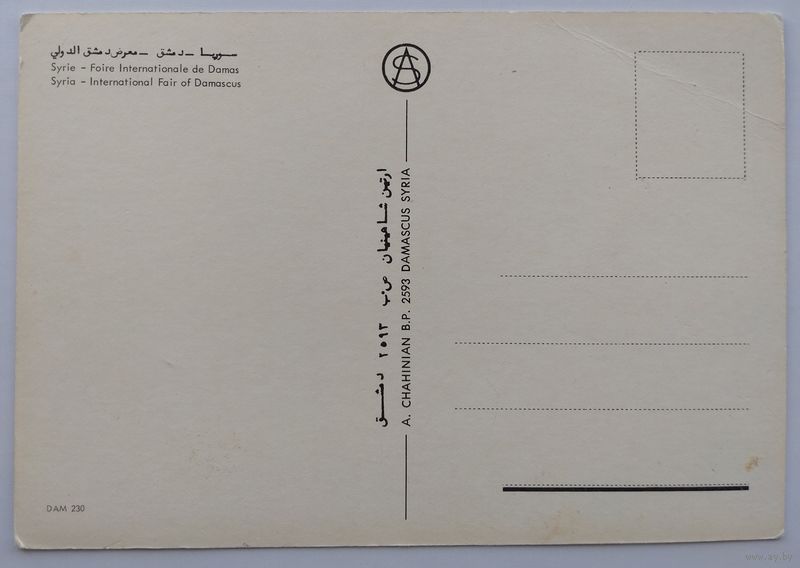 سوريا – دمشق – معرض دمشق الدولي
Syrie – Foire Internationale de Damas
Syria – International Fair of Damascus
AS
ارتين شاهينيان ص.ب ٢٥٩٣ دمشق
A. CHAHINIAN B.P. 2593 DAMASCUS SYRIA
DAM 230
www.ay.by